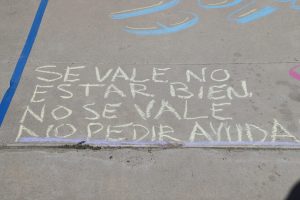 SE VALE NO
ESTAR BIEN,
NO SE VALE
NO PEDIR AYUDA